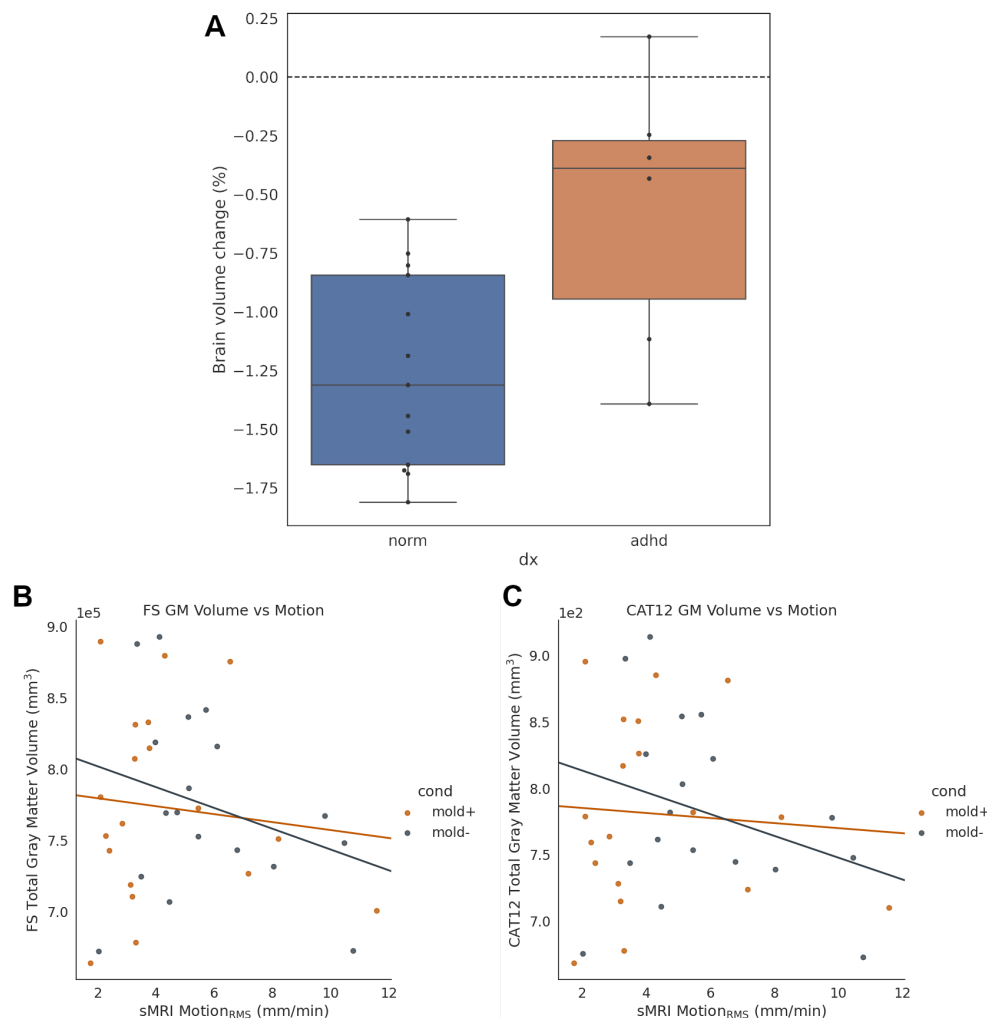 A
Brain volume change (%)
0.25
0.00
−0.25
−0.50
−0.75
−1.00
−1.25
−1.50
−1.75
norm
adhd
dx
B
1e5
FS GM Volume vs Motion
FS Total Gray Matter Volume (mm³)
9.0
8.5
8.0
7.5
7.0
2 4 6 8 10 12
sMRI Motion_RMS (mm/min)
cond
mold+
mold-
C
1e2
CAT12 GM Volume vs Motion
CAT12 Total Gray Matter Volume (mm³)
9.0
8.5
8.0
7.5
7.0
2 4 6 8 10 12
sMRI Motion_RMS (mm/min)
cond
mold+
mold-